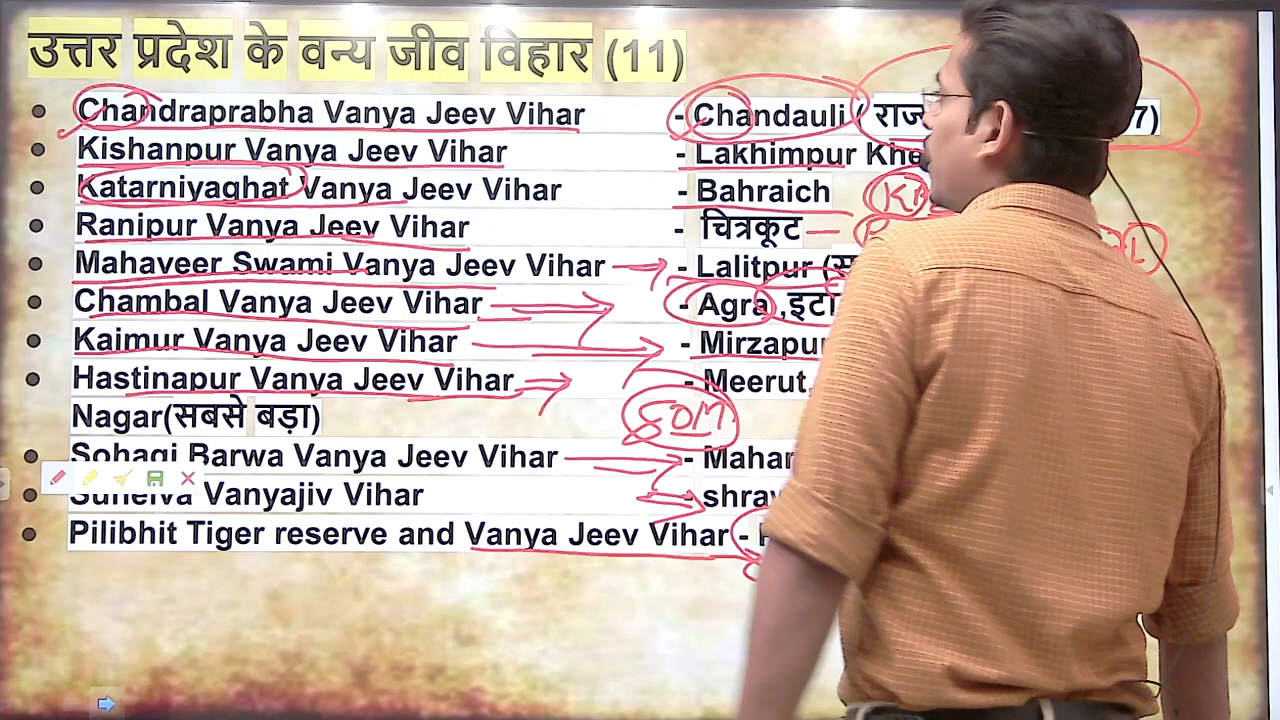 उत्तर प्रदेश के वन्य जीव विहार (11)
Chandraprabha Vanya Jeev Vihar - Chandauli ( 7)
Kishanpur Vanya Jeev Vihar - Lakhimpur
Katarniyaghat Vanya Jeev Vihar - Bahraich
Ranipur Vanya Jeev Vihar - चित्रकूट
Mahaveer Swami Vanya Jeev Vihar - Lalitpur
Chambal Vanya Jeev Vihar - Agra ,
Kaimur Vanya Jeev Vihar - Mirzapur
Hastinapur Vanya Jeev Vihar - Meerut,
Nagar(सबसे बड़ा)
Sohagi Barwa Vanya Jeev Vihar -
Vanyajiv Vihar
Pilibhit Tiger reserve and Vanya Jeev Vihar -